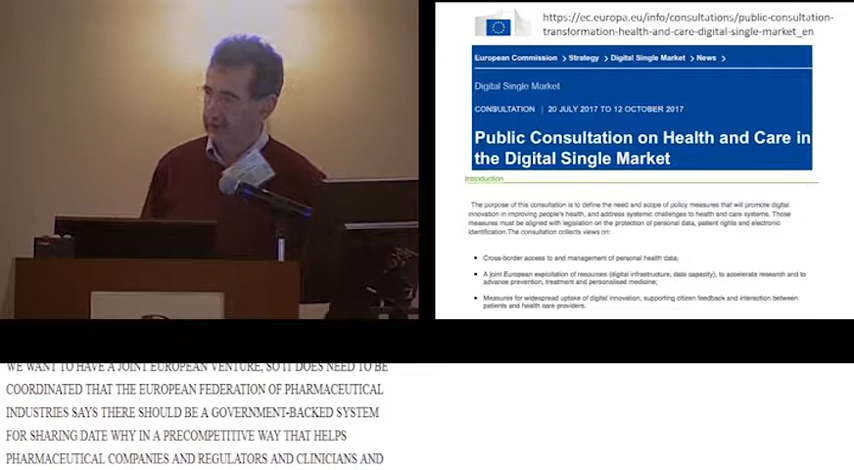 https://ec.europa.eu/info/consultations/public-consultation-
transformation-health-and-care-digital-single-market_en
European Commission > Strategy > Digital Single Market > News >
Digital Single Market
CONSULTATION | 20 JULY 2017 TO 12 OCTOBER 2017
Public Consultation on Health and Care in
the Digital Single Market
Introduction
The purpose of this consultation is to define the need and scope of policy measures that will promote digital
innovation in improving people's health, and address systemic challenges to health and care systems. Those
measures must be aligned with legislation on the protection of personal data, patient rights and electronic
identification.The consultation collects views on:
• Cross-border access to and management of personal health data;
• A joint European exploitation of resources (digital infrastructure, data capacity), to accelerate research and to
advance prevention, treatment and personalised medicine;
• Measures for widespread uptake of digital innovation, supporting citizen feedback and interaction between
patients and health care providers.
WE WANT TO HAVE A JOINT EUROPEAN VENTURE, SO IT DOES NEED TO BE
COORDINATED THAT THE EUROPEAN FEDERATION OF PHARMACEUTICAL
INDUSTRIES SAYS THERE SHOULD BE A GOVERNMENT-BACKED SYSTEM
FOR SHARING DATE WHY IN A PRECOMPETITIVE WAY THAT HELPS
PHARMACEUTICAL COMPANIES AND REGULATORS AND CLINICIANS AND